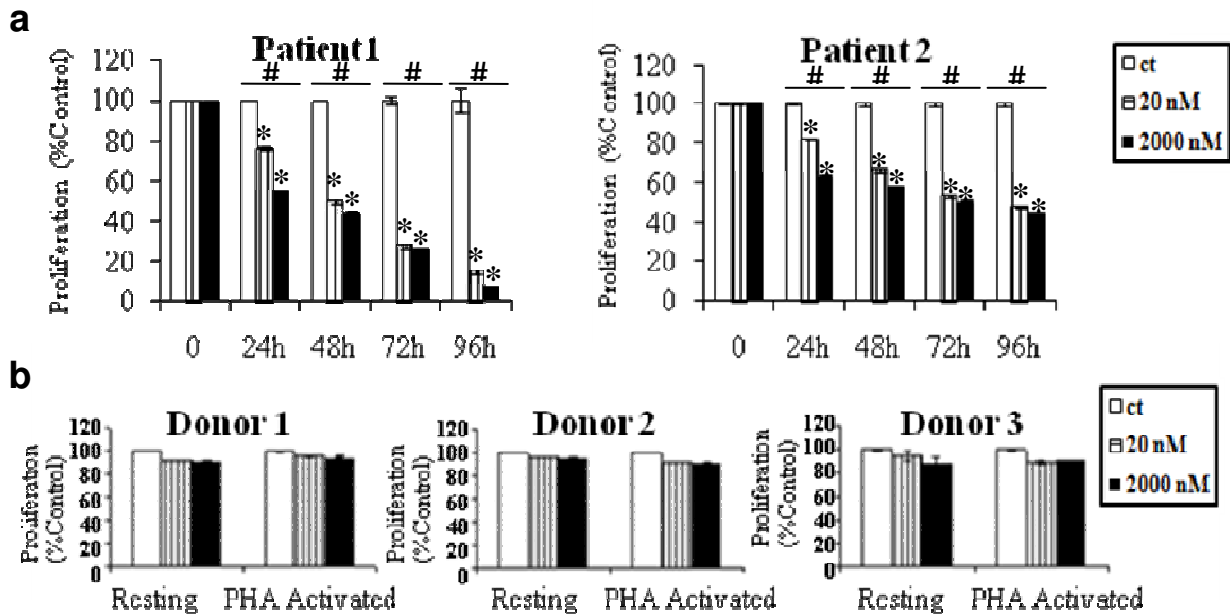 a
Patient 1
Proliferation (%Control)
120
100
80
60
40
20
0
# # # #
* * * * * * * *
0 24h 48h 72h 96h
Patient 2
Proliferation (%Control)
120
100
80
60
40
20
0
# # # #
* * * * * * * *
0 24h 48h 72h 96h
ct
20 nM
2000 nM
b
Donor 1
Proliferation
(%Control)
120
100
80
60
40
20
0
Resting PHA Activated
Donor 2
Proliferation
(%Control)
120
100
80
60
40
20
0
Resting PHA Activated
Donor 3
Proliferation
(%Control)
120
100
80
60
40
20
0
Resting PHA Activated
ct
20 nM
2000 nM